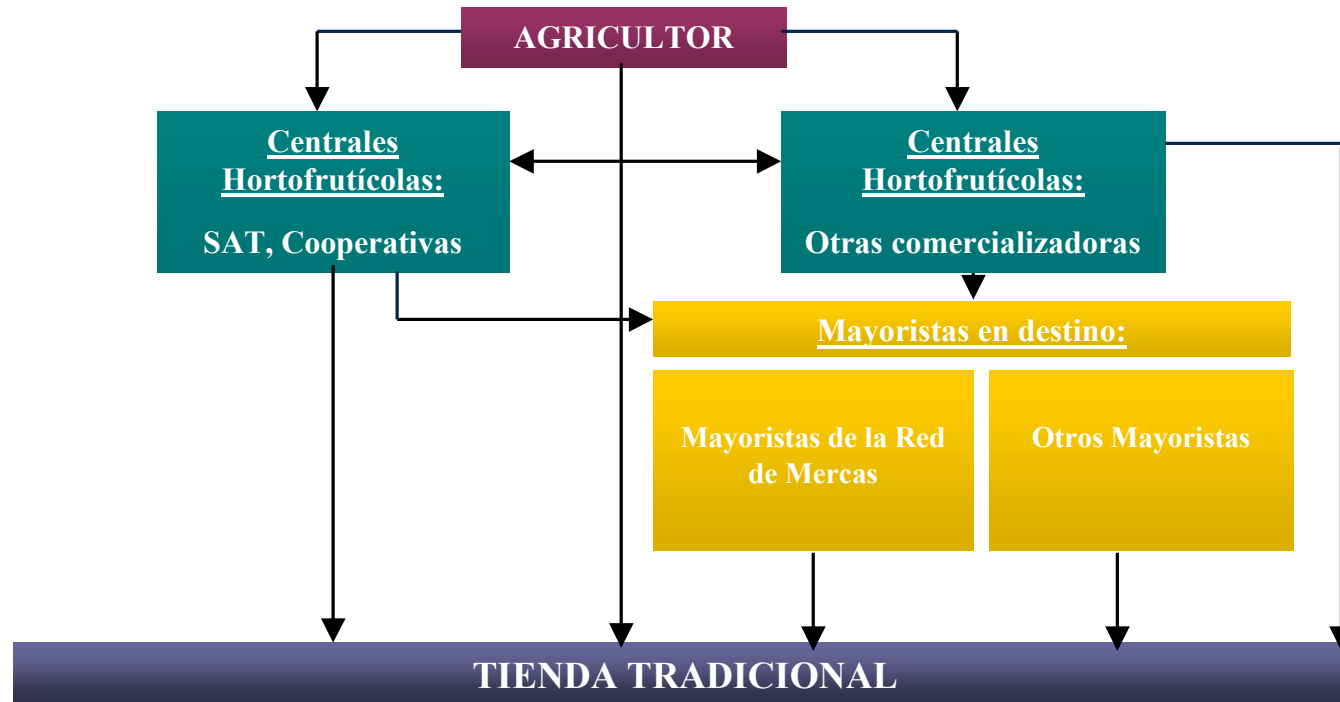 AGRICULTOR
Centrales
Hortofrutícolas:
SAT, Cooperativas
Centrales
Hortofrutícolas:
Otras comercializadoras
Mayoristas en destino:
Mayoristas de la Red
de Mercas
Otros Mayoristas
TIENDA TRADICIONAL